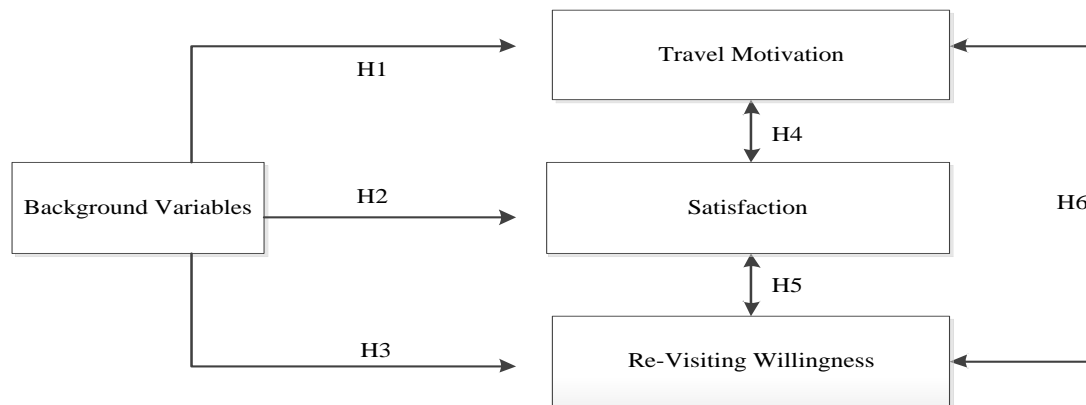 Travel Motivation
H1
H4
Background Variables
H2
Satisfaction
H6
H5
H3
Re-Visiting Willingness